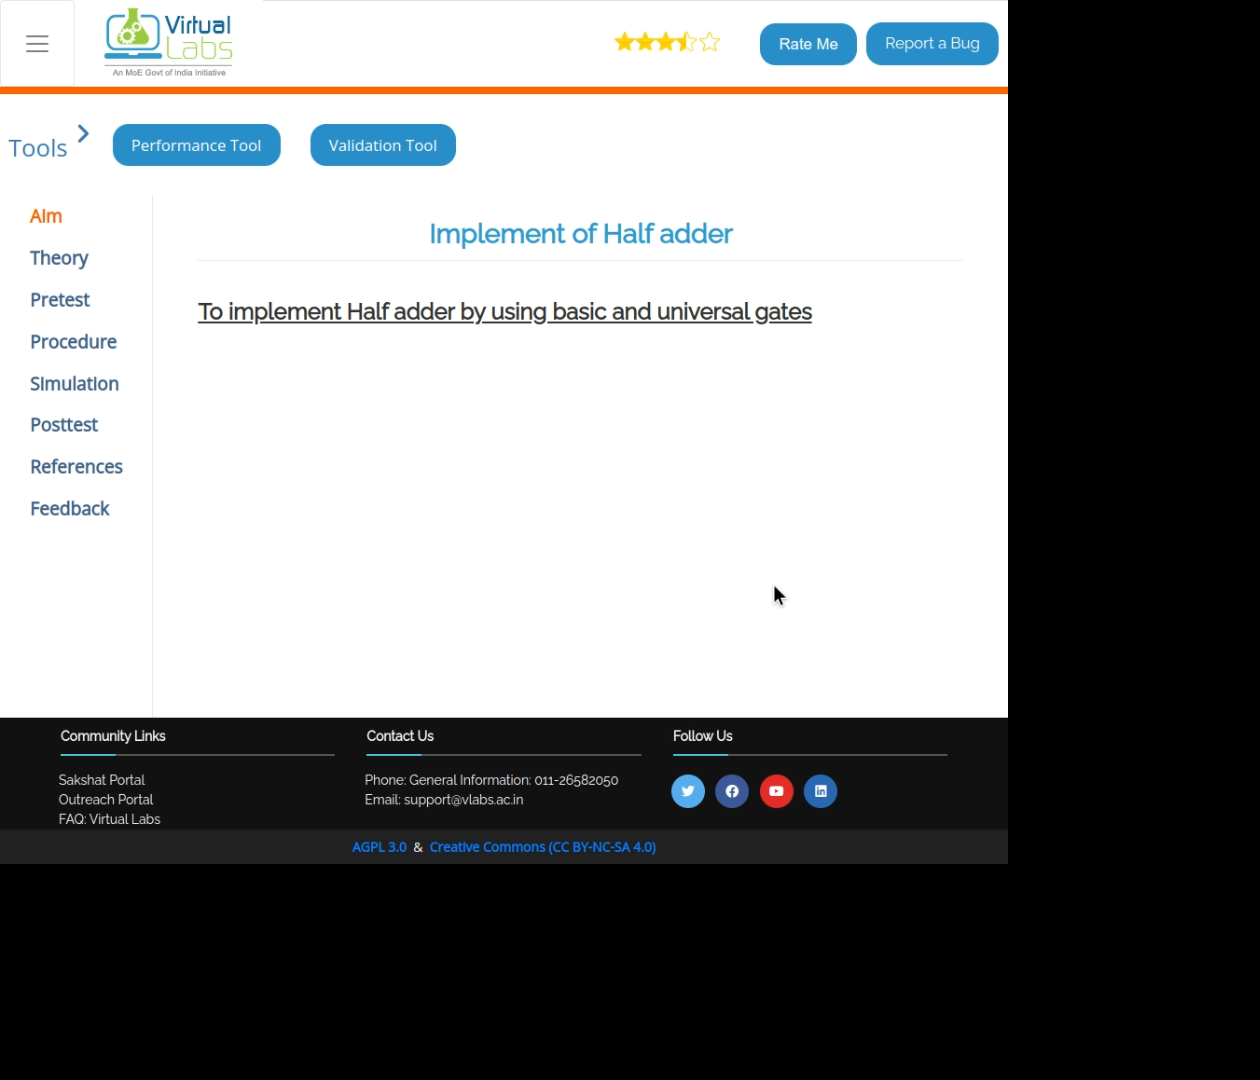 Virtual
Labs
An MoE Govt of India Initiative
Rate Me
Report a Bug
Tools
Performance Tool
Validation Tool
Aim
Theory
Pretest
Procedure
Simulation
Posttest
References
Feedback
Implement of Half adder
To implement Half adder by using basic and universal gates
Community Links
Sakshat Portal
Outreach Portal
FAQ: Virtual Labs
Contact Us
Phone: General Information: 011-26582050
Email: support@vlabs.ac.in
Follow Us
AGPL 3.0 & Creative Commons (CC BY-NC-SA 4.0)